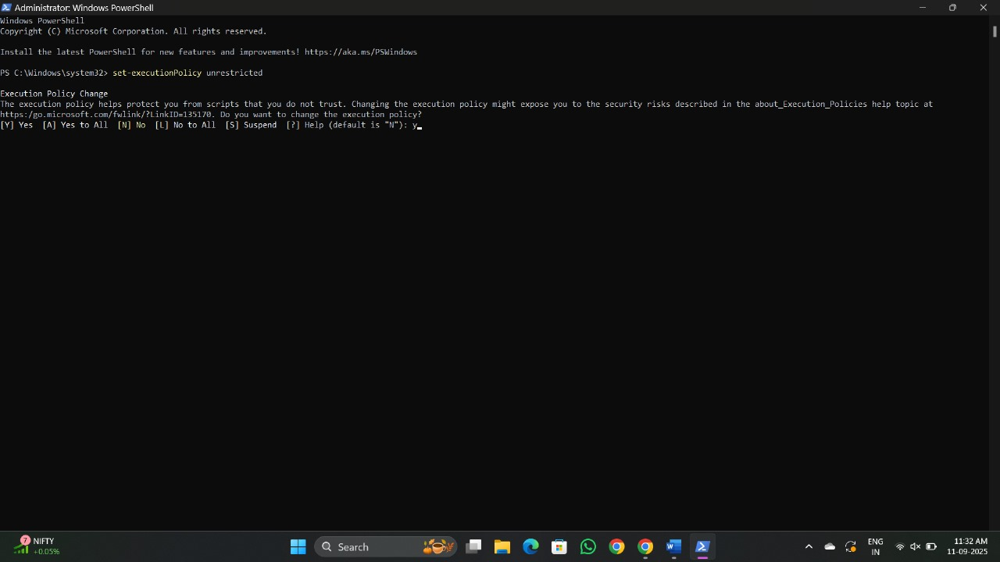 Administrator: Windows PowerShell
Windows PowerShell
Copyright (C) Microsoft Corporation. All rights reserved.
Install the latest PowerShell for new features and improvements! https://aka.ms/PSWindows
PS C:\Windows\system32> set-executionPolicy unrestricted
Execution Policy Change
The execution policy helps protect you from scripts that you do not trust. Changing the execution policy might expose you to the security risks described in the about_Execution_Policies help topic at
https:/go.microsoft.com/fwlink/?LinkID=135170. Do you want to change the execution policy?
[Y] Yes  [A] Yes to All  [N] No  [L] No to All  [S] Suspend  [?] Help (default is "N"): y
7
NIFTY
+0.05%
Search
ENG
IN
11:32 AM
11-09-2025